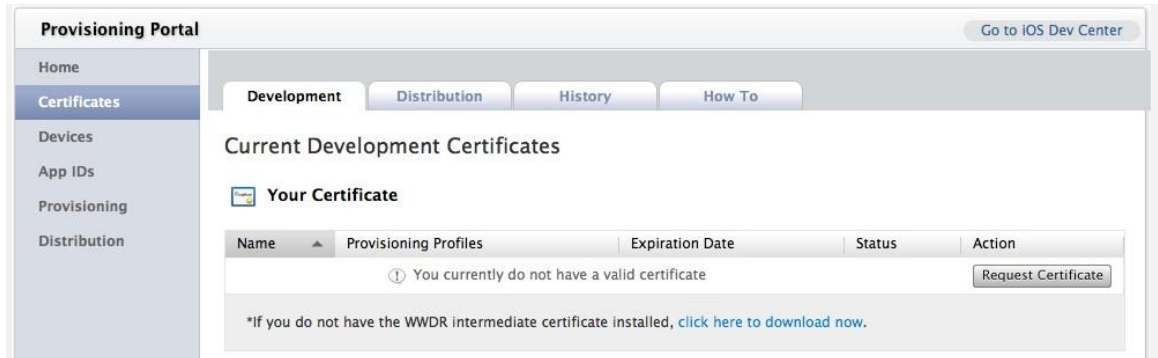 Provisioning Portal
Go to iOS Dev Center
Home
Certificates
Devices
App IDs
Provisioning
Distribution
Development Distribution History How To
Current Development Certificates
Your Certificate
Name Provisioning Profiles Expiration Date Status Action
You currently do not have a valid certificate
Request Certificate
*If you do not have the WWDR intermediate certificate installed, click here to download now.